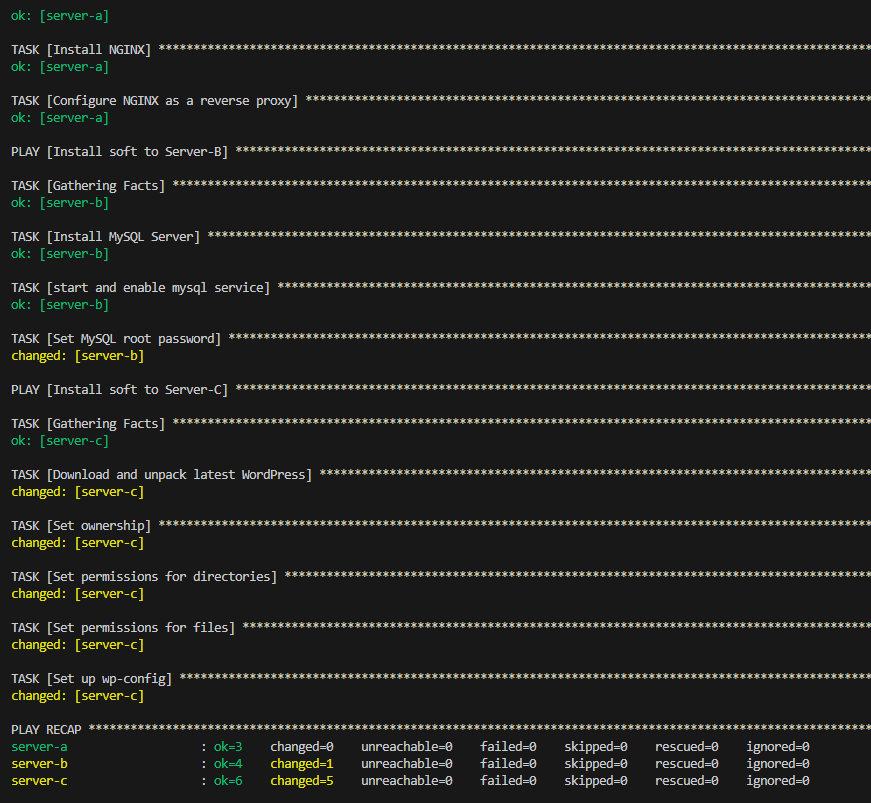 ok: [server-a]
TASK [Install NGINX] ******************************************************************************************************
ok: [server-a]
TASK [Configure NGINX as a reverse proxy] *********************************************************************************
ok: [server-a]
PLAY [Install soft to Server-B] *******************************************************************************************
TASK [Gathering Facts] ****************************************************************************************************
ok: [server-b]
TASK [Install MySQL Server] ***********************************************************************************************
ok: [server-b]
TASK [start and enable mysql service] *************************************************************************************
ok: [server-b]
TASK [Set MySQL root password] ********************************************************************************************
changed: [server-b]
PLAY [Install soft to Server-C] *******************************************************************************************
TASK [Gathering Facts] ****************************************************************************************************
ok: [server-c]
TASK [Download and unpack latest WordPress] *******************************************************************************
changed: [server-c]
TASK [Set ownership] ******************************************************************************************************
changed: [server-c]
TASK [Set permissions for directories] ************************************************************************************
changed: [server-c]
TASK [Set permissions for files] ******************************************************************************************
changed: [server-c]
TASK [Set up wp-config] ***************************************************************************************************
changed: [server-c]
PLAY RECAP ****************************************************************************************************************
server-a                   : ok=3    changed=0    unreachable=0    failed=0    skipped=0    rescued=0    ignored=0
server-b                   : ok=4    changed=1    unreachable=0    failed=0    skipped=0    rescued=0    ignored=0
server-c                   : ok=6    changed=5    unreachable=0    failed=0    skipped=0    rescued=0    ignored=0